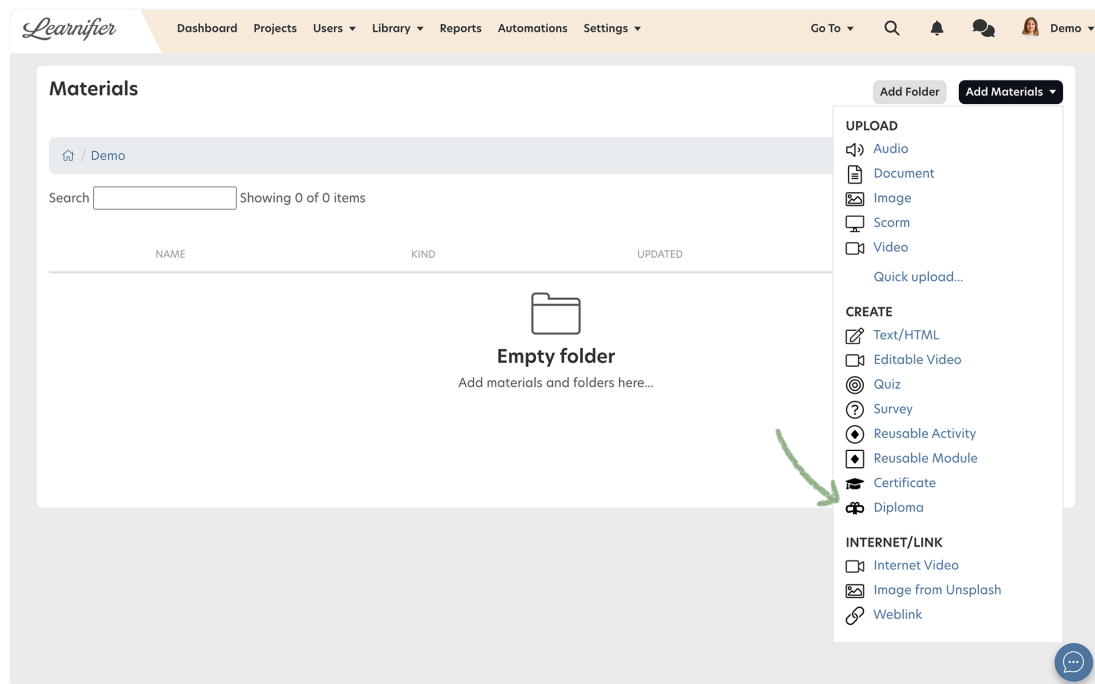 Learnifier Dashboard Projects Users Library Reports Automations Settings Go To Demo
Materials
Add Folder Add Materials
/ Demo
Search Showing 0 of 0 items
NAME KIND UPDATED
Empty folder
Add materials and folders here...
UPLOAD
Audio
Document
Image
Scorm
Video
Quick upload...
CREATE
Text/HTML
Editable Video
Quiz
Survey
Reusable Activity
Reusable Module
Certificate
Diploma
INTERNET/LINK
Internet Video
Image from Unsplash
Weblink